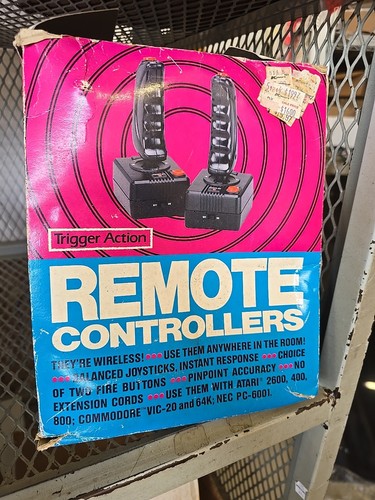 Trigger Action
REMOTE
CONTROLLERS
THEY'RE WIRELESS! ●●● USE THEM ANYWHERE IN THE ROOM!
●●● BALANCED JOYSTICKS, INSTANT RESPONSE ●●● CHOICE
OF TWO FIRE BUTTONS ●●● PINPOINT ACCURACY ●●● NO
EXTENSION CORDS ●●● USE THEM WITH ATARI® 2600, 400,
800; COMMODORE™ VIC-20 and 64K; NEC PC-6001.